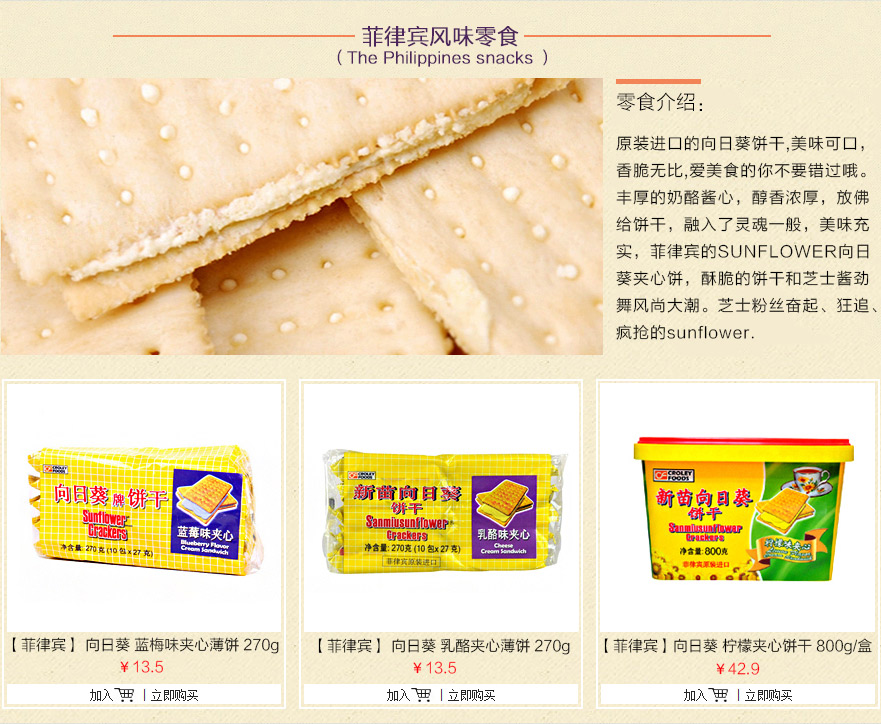 菲律宾风味零食
( The Philippines snacks )
零食介绍:
原装进口的向日葵饼干,美味可口，
香脆无比,爱美食的你不要错过哦。
丰厚的奶酪酱心，醇香浓厚，放佛
给饼干，融入了灵魂一般，美味充
实，菲律宾的SUNFLOWER向日
葵夹心饼，酥脆的饼干和芝士酱劲
舞风尚大潮。芝士粉丝奋起、狂追、
疯抢的sunflower.
CROLEY
FOODS
向日葵牌饼干
Sunflower
Crackers
蓝莓味夹心
Blueberry Flavor
Cream Sandwich
净含量: 270克 (10包x27克)
CROLEY
FOODS
新苗向日葵
饼干
Sanmiusunflower
Crackers
乳酪味夹心
Cheese
Cream Sandwich
净含量: 270克 (10包x27克)
菲律宾原装进口
CROLEY
FOODS
新苗向日葵
饼干
Sanmiusunflower
Crackers
柠檬味夹心
净含量: 800克
菲律宾原装进口
【菲律宾】 向日葵 蓝梅味夹心薄饼 270g
¥13.5
加入 | 立即购买
【菲律宾】 向日葵 乳酪夹心薄饼 270g
¥13.5
加入 | 立即购买
【菲律宾】向日葵 柠檬夹心饼干 800g/盒
¥42.9
加入 | 立即购买